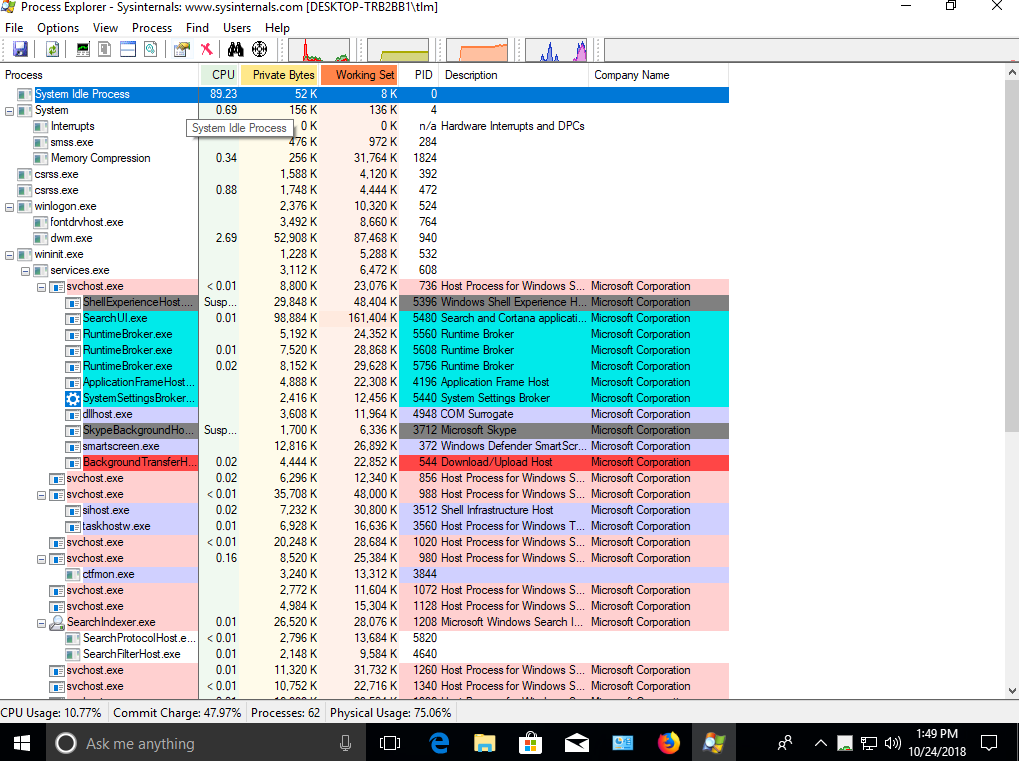 Process Explorer - Sysinternals: www.sysinternals.com [DESKTOP-TRB2BB1\tlm]
File Options View Process Find Users Help
Process CPU Private Bytes Working Set PID Description Company Name
System Idle Process 89.23 52 K 8 K 0
System 0.69 156 K 136 K 4
Interrupts 0 K 0 K n/a Hardware Interrupts and DPCs
System Idle Process
smss.exe 476 K 972 K 284
Memory Compression 0.34 256 K 31,764 K 1824
csrss.exe 1,588 K 4,120 K 392
csrss.exe 0.88 1,748 K 4,444 K 472
winlogon.exe 2,376 K 10,320 K 524
fontdrvhost.exe 3,492 K 8,660 K 764
dwm.exe 2.69 52,908 K 87,468 K 940
wininit.exe 1,228 K 5,288 K 532
services.exe 3,112 K 6,472 K 608
svchost.exe < 0.01 8,800 K 23,076 K 736 Host Process for Windows S... Microsoft Corporation
ShellExperienceHost.... Susp... 29,848 K 48,404 K 5396 Windows Shell Experience H... Microsoft Corporation
SearchUI.exe 0.01 98,884 K 161,404 K 5480 Search and Cortana applicati... Microsoft Corporation
RuntimeBroker.exe 5,192 K 24,352 K 5560 Runtime Broker Microsoft Corporation
RuntimeBroker.exe 0.01 7,520 K 28,868 K 5608 Runtime Broker Microsoft Corporation
RuntimeBroker.exe 0.02 8,152 K 29,628 K 5756 Runtime Broker Microsoft Corporation
ApplicationFrameHost... 4,888 K 22,308 K 4196 Application Frame Host Microsoft Corporation
SystemSettingsBroker... 2,416 K 12,456 K 5440 System Settings Broker Microsoft Corporation
dllhost.exe 3,608 K 11,964 K 4948 COM Surrogate Microsoft Corporation
SkypeBackgroundHo... Susp... 1,700 K 6,336 K 3712 Microsoft Skype Microsoft Corporation
smartscreen.exe 12,816 K 26,892 K 372 Windows Defender SmartScr... Microsoft Corporation
BackgroundTransferH... 0.02 4,444 K 22,852 K 544 Download/Upload Host Microsoft Corporation
svchost.exe 0.02 6,296 K 12,340 K 856 Host Process for Windows S... Microsoft Corporation
svchost.exe < 0.01 35,708 K 48,000 K 988 Host Process for Windows S... Microsoft Corporation
sihost.exe 0.02 7,232 K 30,800 K 3512 Shell Infrastructure Host Microsoft Corporation
taskhostw.exe 0.01 6,928 K 16,636 K 3560 Host Process for Windows T... Microsoft Corporation
svchost.exe < 0.01 20,248 K 28,684 K 1020 Host Process for Windows S... Microsoft Corporation
svchost.exe 0.16 8,520 K 25,384 K 980 Host Process for Windows S... Microsoft Corporation
ctfmon.exe 3,240 K 13,312 K 3844
svchost.exe 2,772 K 11,604 K 1072 Host Process for Windows S... Microsoft Corporation
svchost.exe 4,984 K 15,304 K 1128 Host Process for Windows S... Microsoft Corporation
SearchIndexer.exe 0.01 26,520 K 28,076 K 1208 Microsoft Windows Search I... Microsoft Corporation
SearchProtocolHost.e... < 0.01 2,796 K 13,684 K 5820
SearchFilterHost.exe 0.01 2,148 K 9,584 K 4640
svchost.exe 0.01 11,320 K 31,732 K 1260 Host Process for Windows S... Microsoft Corporation
svchost.exe < 0.01 10,752 K 22,716 K 1340 Host Process for Windows S... Microsoft Corporation
CPU Usage: 10.77% Commit Charge: 47.97% Processes: 62 Physical Usage: 75.06%
Ask me anything
1:49 PM
10/24/2018